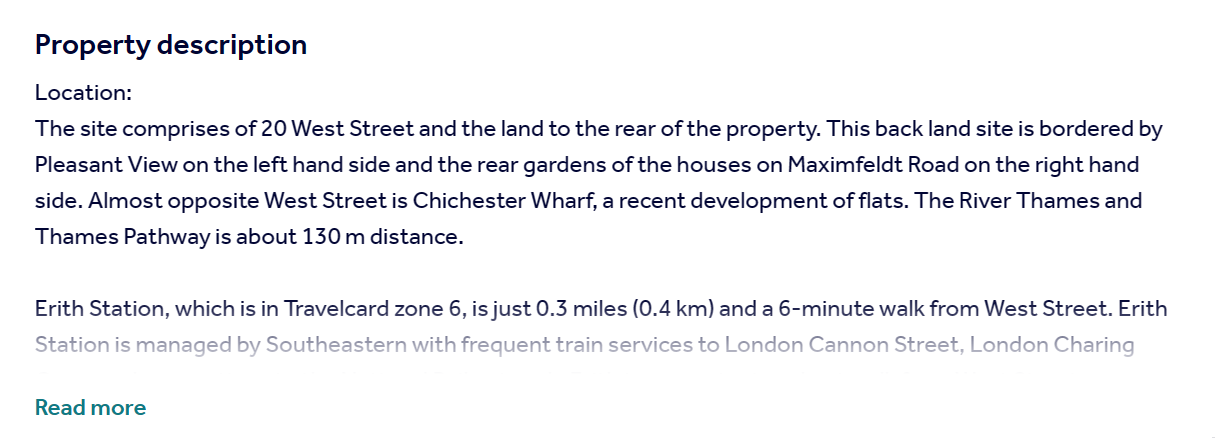 Property description
Location:
The site comprises of 20 West Street and the land to the rear of the property. This back land site is bordered by
Pleasant View on the left hand side and the rear gardens of the houses on Maximfeldt Road on the right hand
side. Almost opposite West Street is Chichester Wharf, a recent development of flats. The River Thames and
Thames Pathway is about 130 m distance.
Erith Station, which is in Travelcard zone 6, is just 0.3 miles (0.4 km) and a 6-minute walk from West Street. Erith
Station is managed by Southeastern with frequent train services to London Cannon Street, London Charing
Read more